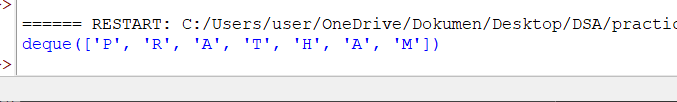 >
====== RESTART: C:/Users/user/OneDrive/Dokumen/Desktop/DSA/practic
deque(['P', 'R', 'A', 'T', 'H', 'A', 'M'])
>